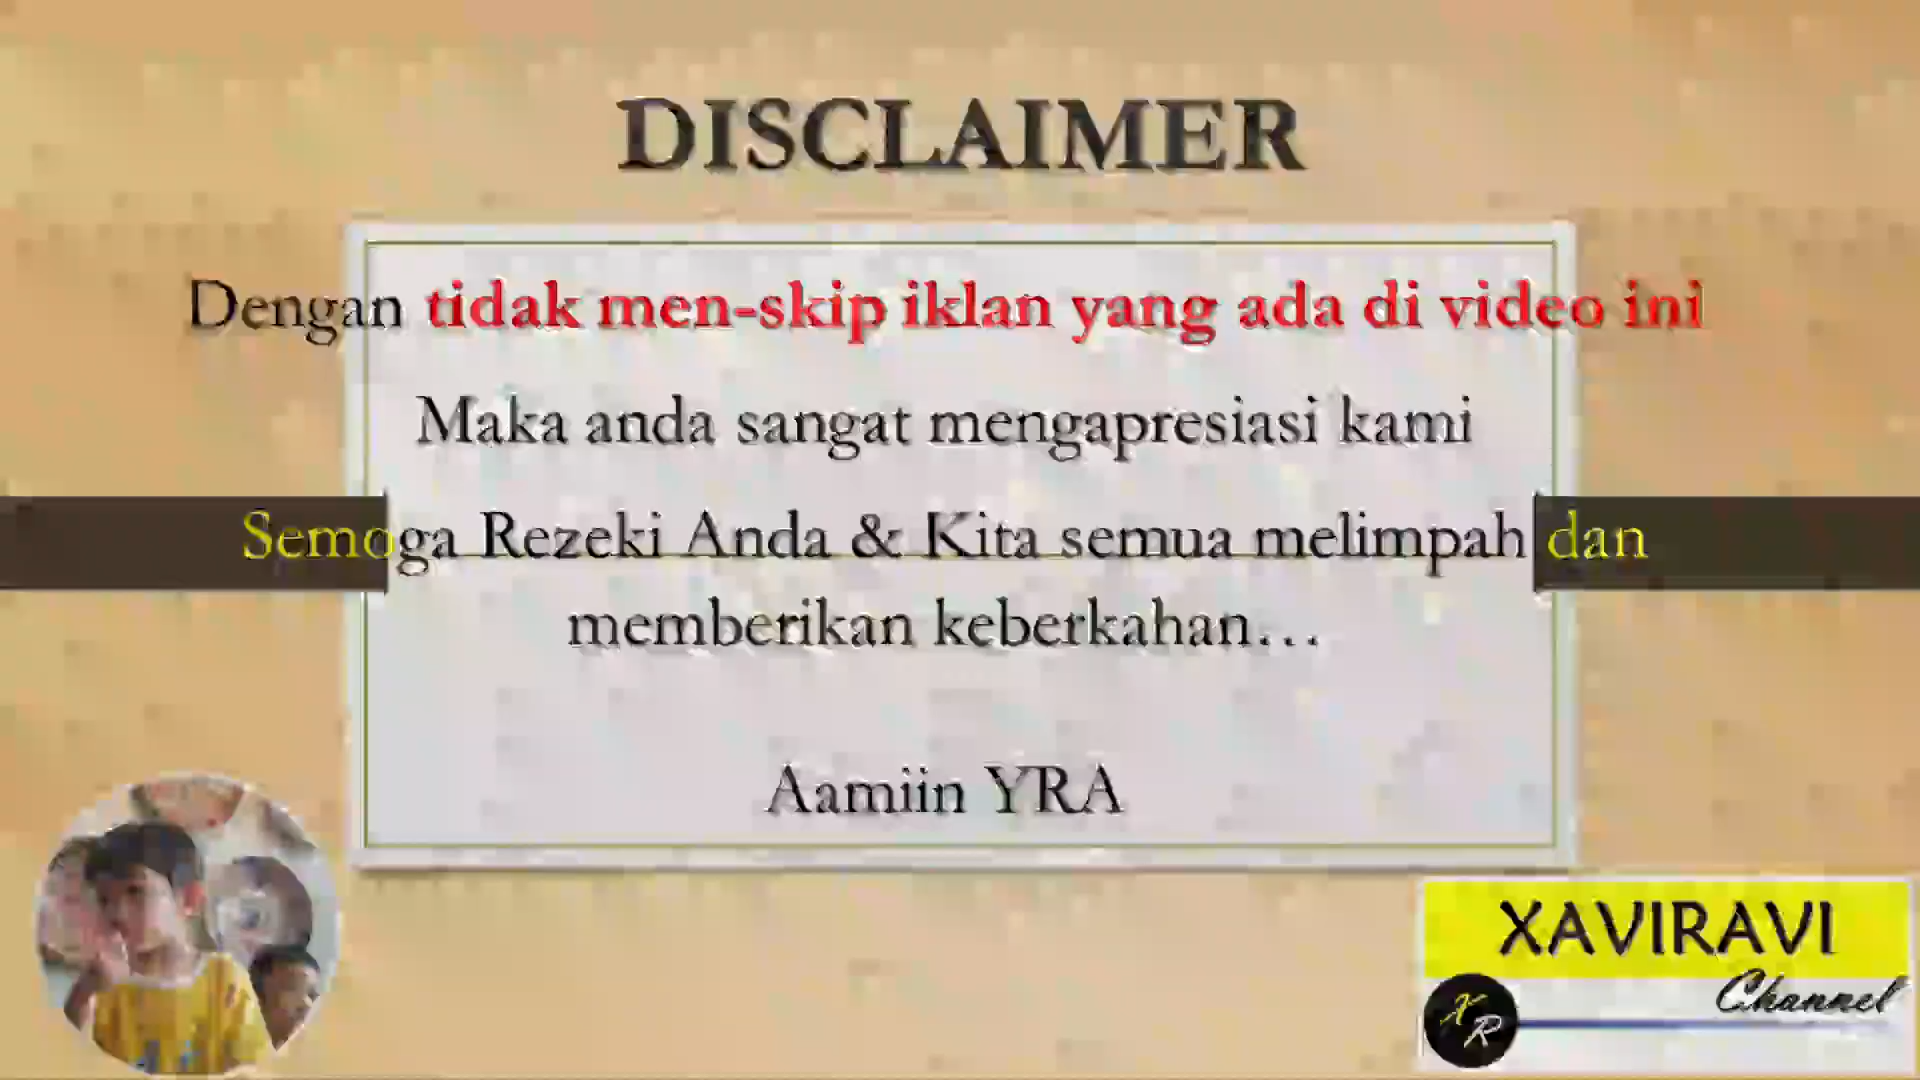 DISCLAIMER
Dengan tidak men-skip iklan yang ada di video ini
Maka anda sangat mengapresiasi kami
Semoga Rezeki Anda & Kita semua melimpah dan
memberikan keberkahan...
Aamiin YRA
XAVIRAVI
Channel
XR